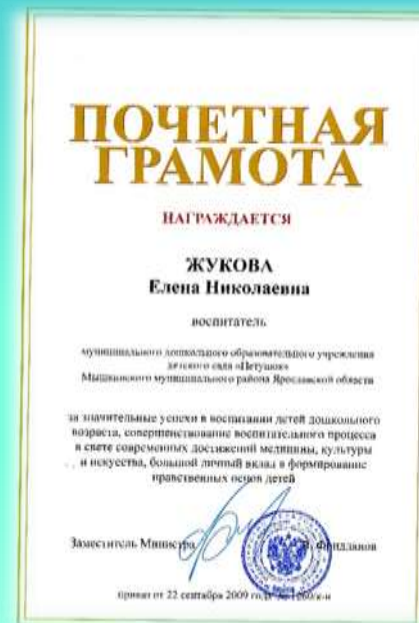 ПОЧЕТНАЯ
ГРАМОТА
НАГРАЖДАЕТСЯ
ЖУКОВА
Елена Николаевна
воспитатель
муниципального дошкольного образовательного учреждения
детского сада «Петушок»
Мышкинского муниципального района Ярославской области
за значительные успехи в воспитании детей дошкольного
возраста, совершенствование воспитательного процесса
в свете современных достижений медицины, культуры
и искусства, большой личный вклад в формирование
нравственных основ детей
Заместитель Министра
приказ от 22 сентября 2009